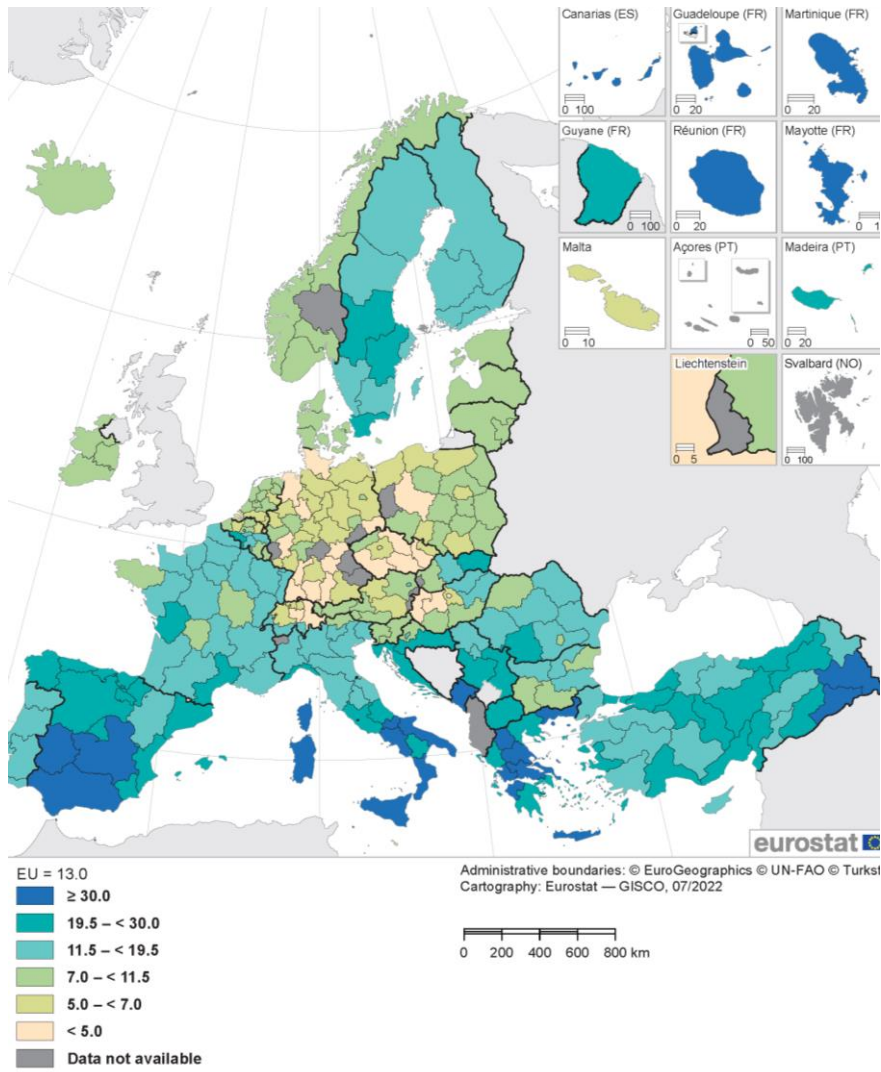 Canarias (ES)
0 100
Guadeloupe (FR)
0 20
Martinique (FR)
0 20
Guyane (FR)
0 100
Réunion (FR)
0 20
Mayotte (FR)
0 1
Malta
0 10
Açores (PT)
0 50
Madeira (PT)
0 20
Liechtenstein
0 5
Svalbard (NO)
0 100
eurostat
EU = 13.0
≥ 30.0
19.5 – < 30.0
11.5 – < 19.5
7.0 – < 11.5
5.0 – < 7.0
< 5.0
Data not available
Administrative boundaries: © EuroGeographics © UN-FAO © Turkst
Cartography: Eurostat — GISCO, 07/2022
0 200 400 600 800 km